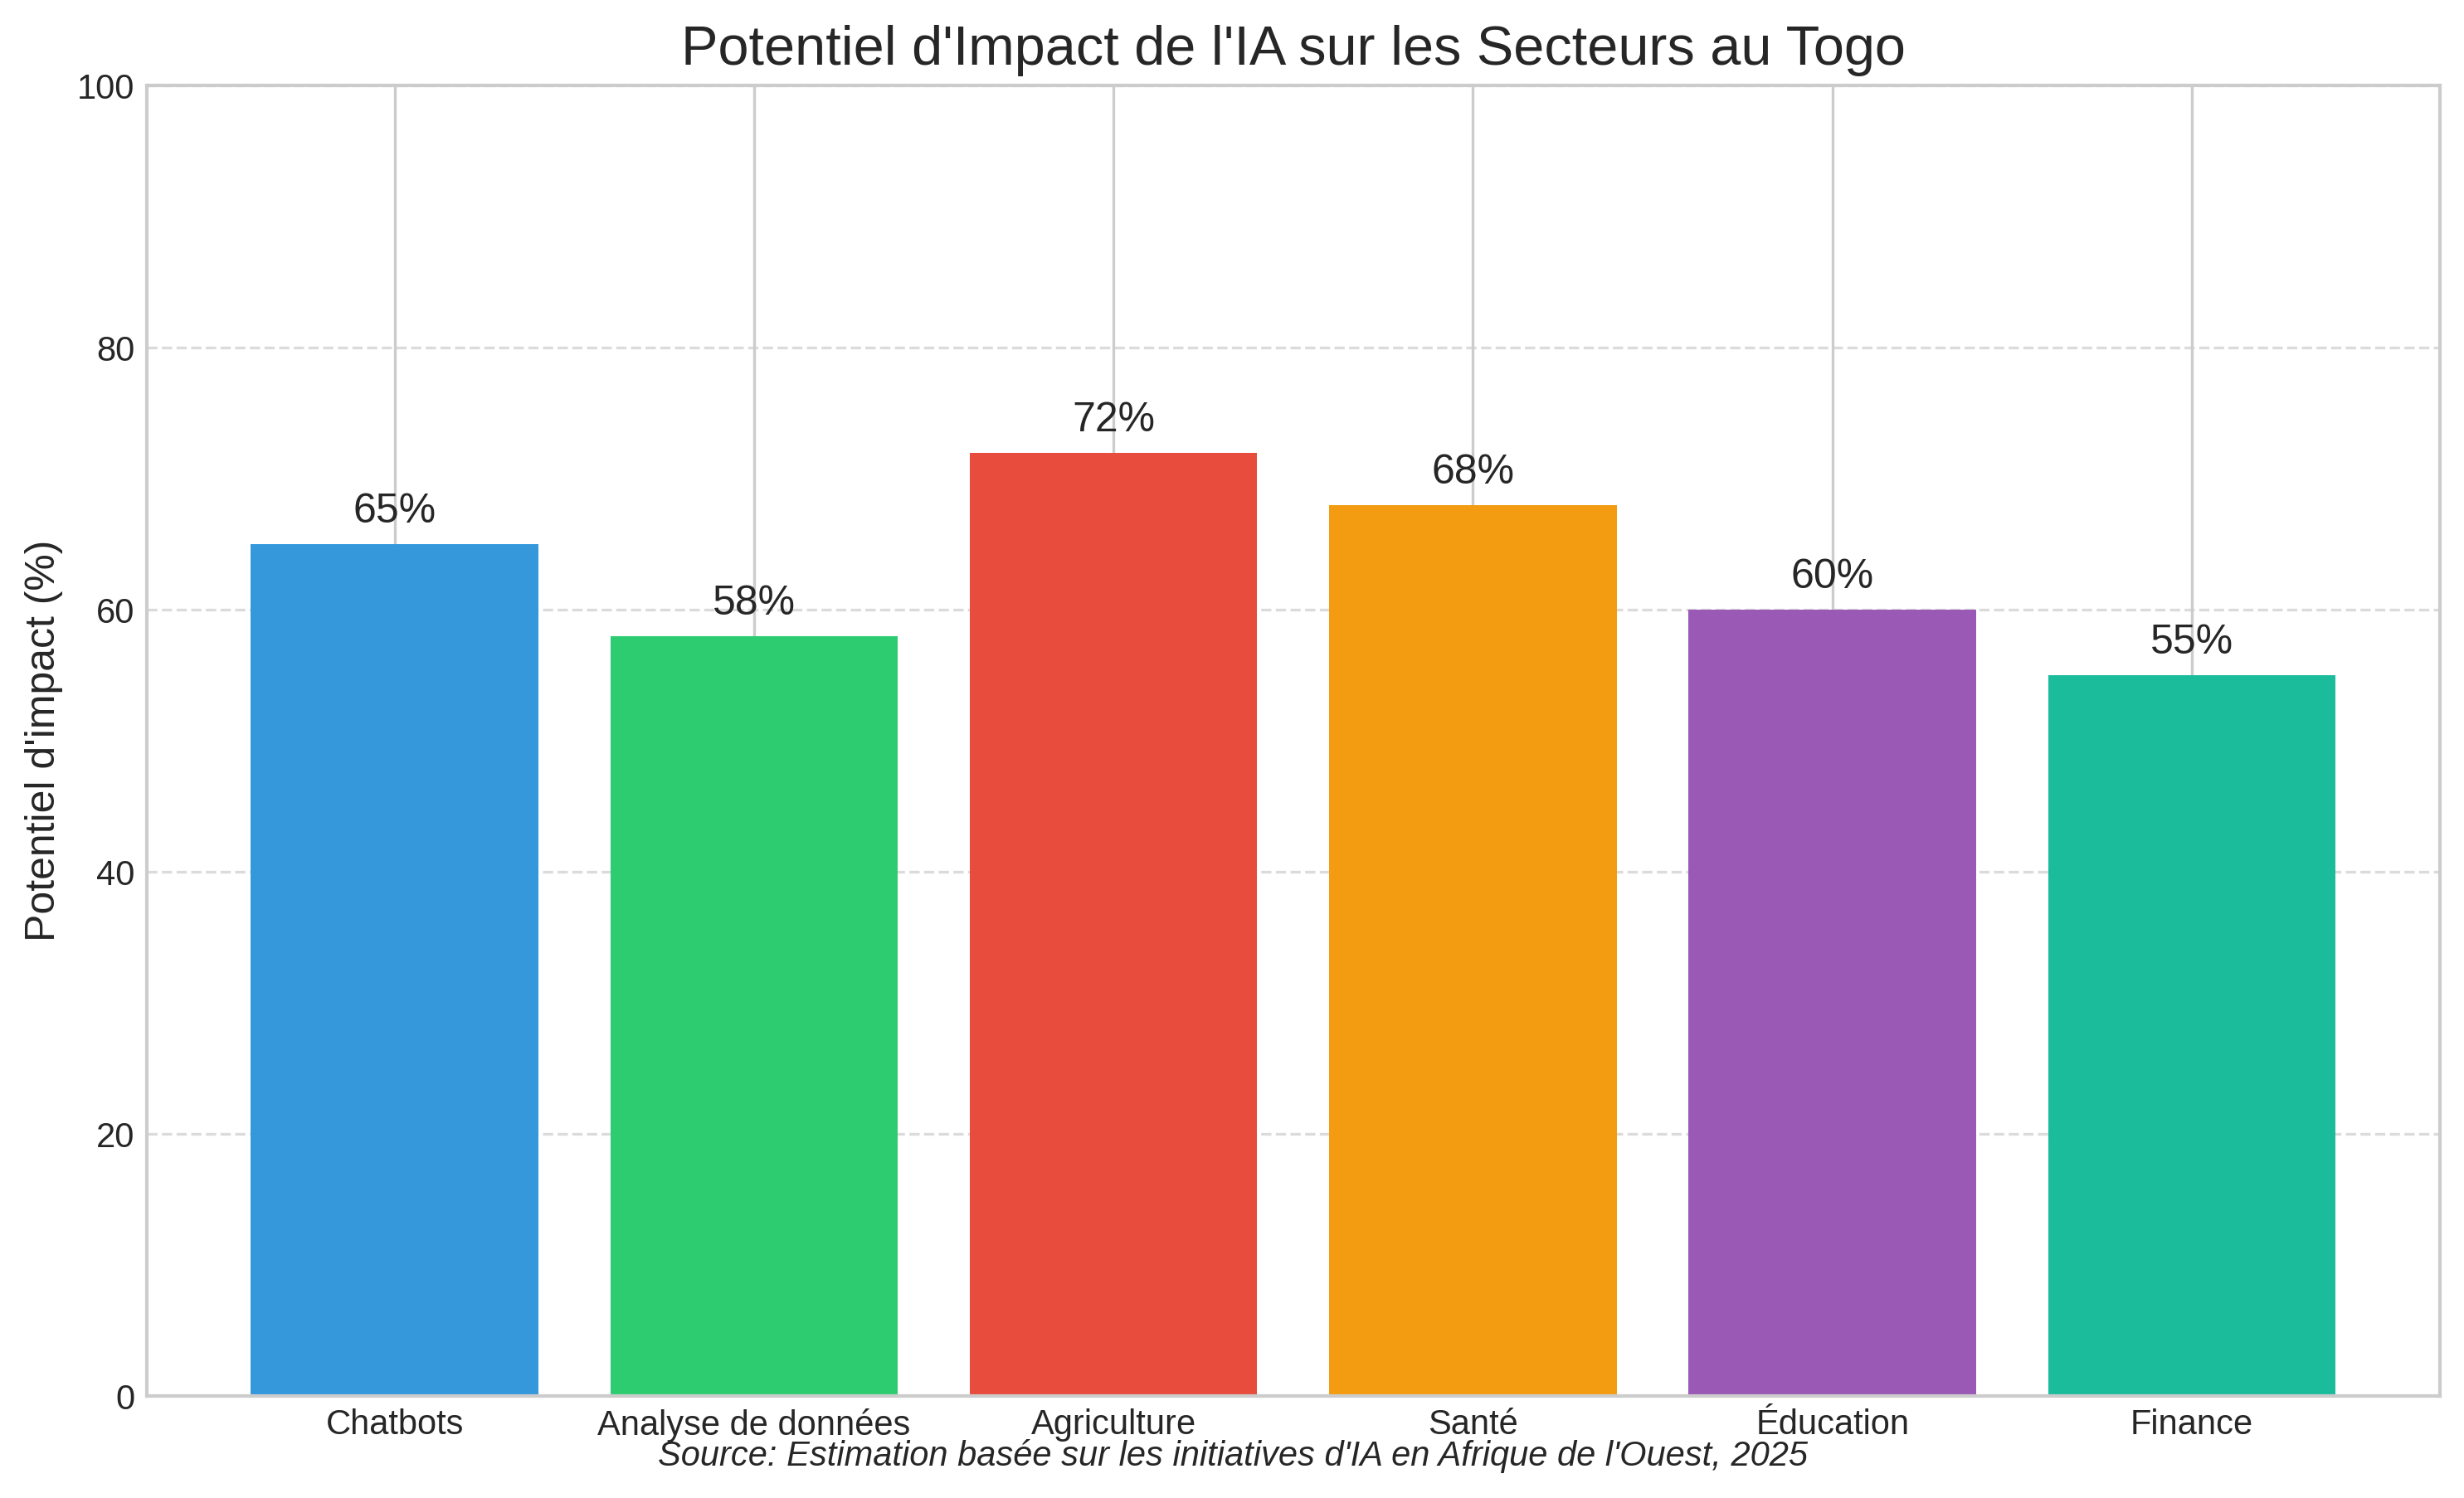 Potentiel d'Impact de l'IA sur les Secteurs au Togo
Potentiel d'impact (%)
100
80
60
40
20
0
65%
58%
72%
68%
60%
55%
Chatbots
Analyse de données
Agriculture
Santé
Éducation
Finance
Source: Estimation basée sur les initiatives d'IA en Afrique de l'Ouest, 2025